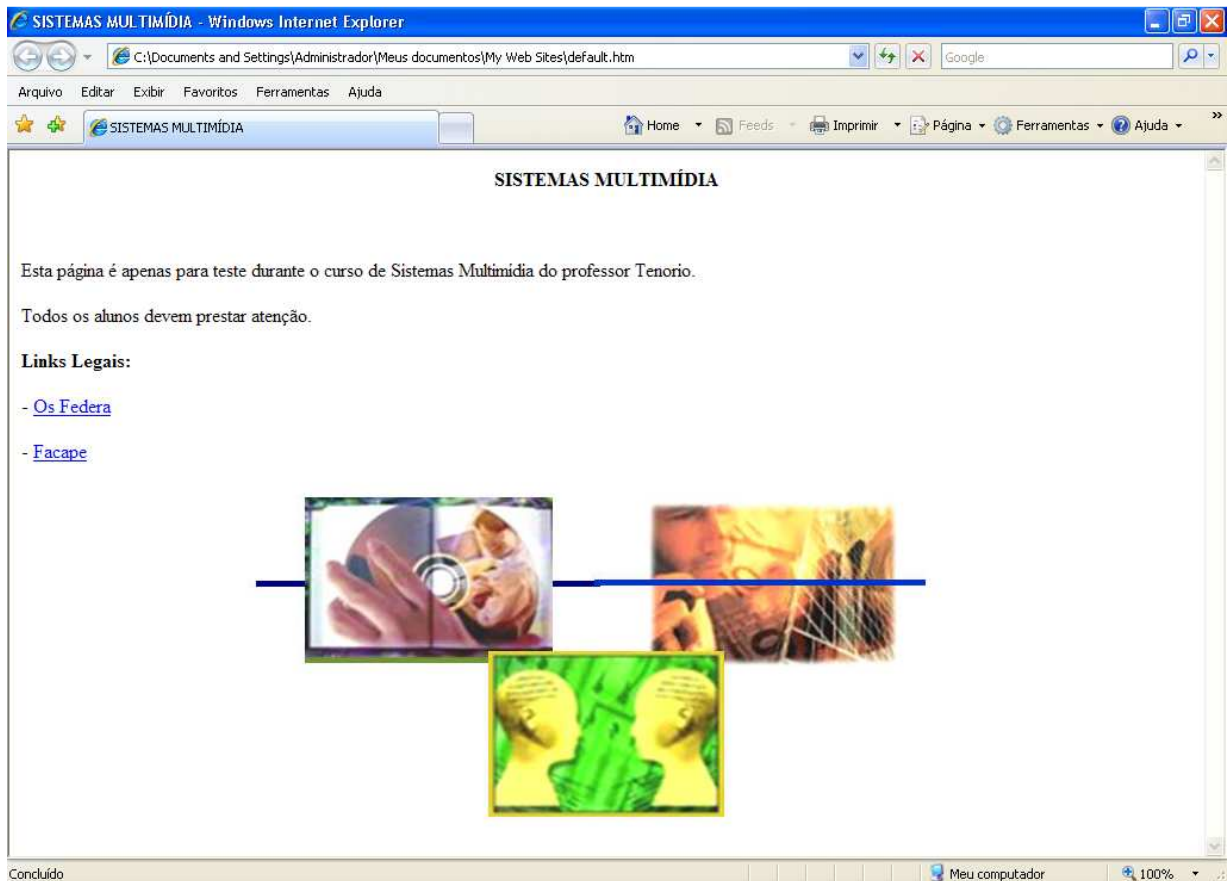 SISTEMAS MULTIMÍDIA - Windows Internet Explorer
C:\Documents and Settings\Administrador\Meus documentos\My Web Sites\default.htm
Google
Arquivo Editar Exibir Favoritos Ferramentas Ajuda
SISTEMAS MULTIMÍDIA
Home Feeds Imprimir Página Ferramentas Ajuda »
SISTEMAS MULTIMÍDIA
Esta página é apenas para teste durante o curso de Sistemas Multimídia do professor Tenorio.
Todos os alunos devem prestar atenção.
Links Legais:
- Os Federa
- Facape
Concluído
Meu computador
100%